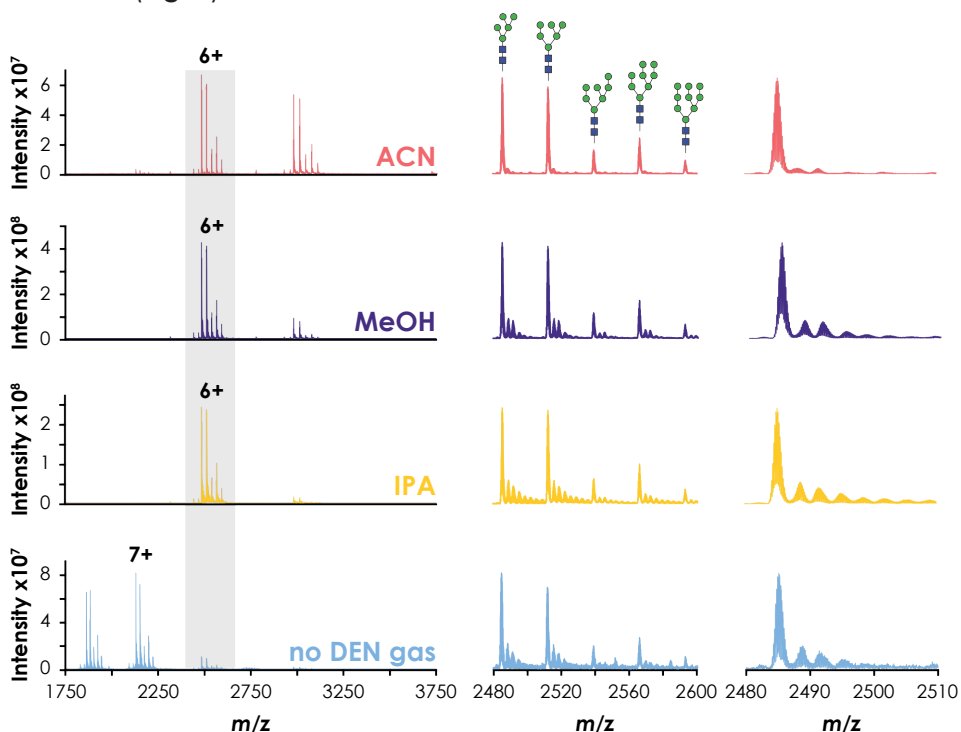 6+
Intensity x10⁷
6
4
2
0
ACN
6+
Intensity x10⁸
4
2
0
MeOH
6+
Intensity x10⁸
2
1
0
IPA
7+
Intensity x10⁷
8
4
0
no DEN gas
1750 2250 2750 3250 3750
m/z
2480 2520 2560 2600
m/z
2480 2490 2500 2510
m/z